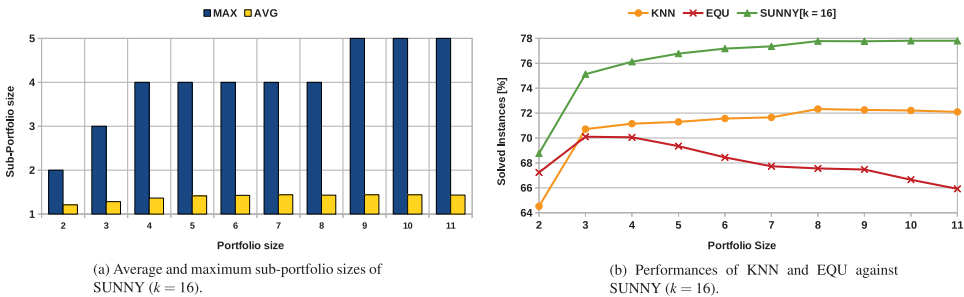 MAX AVG
Sub-Portfolio size
5
4
3
2
1
2 3 4 5 6 7 8 9 10 11
Portfolio size
(a) Average and maximum sub-portfolio sizes of
SUNNY (k = 16).
KNN EQU SUNNY[k = 16]
Solved Instances [%]
78
76
74
72
70
68
66
64
2 3 4 5 6 7 8 9 10 11
Portfolio Size
(b) Performances of KNN and EQU against
SUNNY (k = 16).